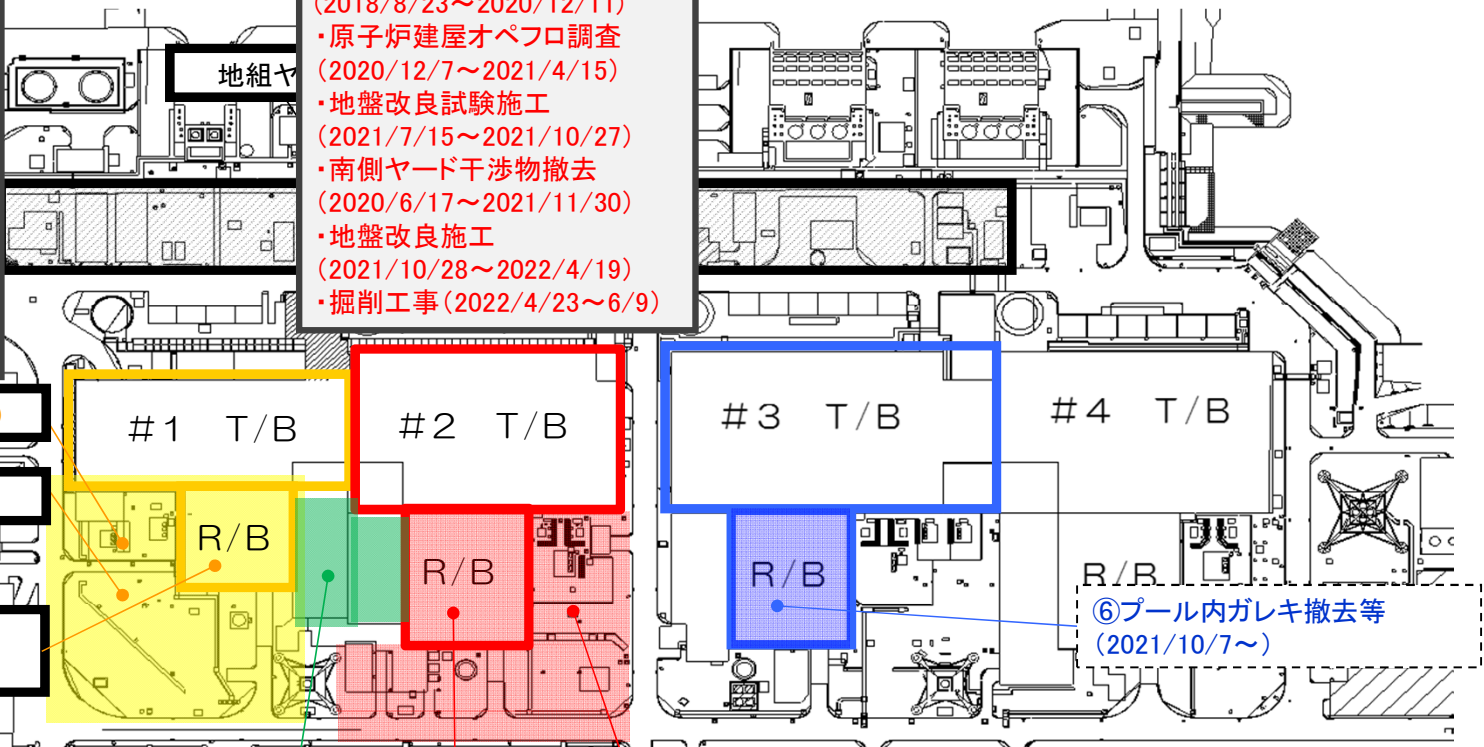 (2018/8/23～2020/12/11)
・原子炉建屋オペフロ調査
(2020/12/7～2021/4/15)
・地盤改良試験施工
(2021/7/15～2021/10/27)
・南側ヤード干渉物撤去
(2020/6/17～2021/11/30)
・地盤改良施工
(2021/10/28～2022/4/19)
・掘削工事(2022/4/23～6/9)
地組ヤ
＃1　T/B
＃2　T/B
＃3　T/B
＃4　T/B
R/B
R/B
R/B
R/B
⑥プール内ガレキ撤去等
(2021/10/7～)